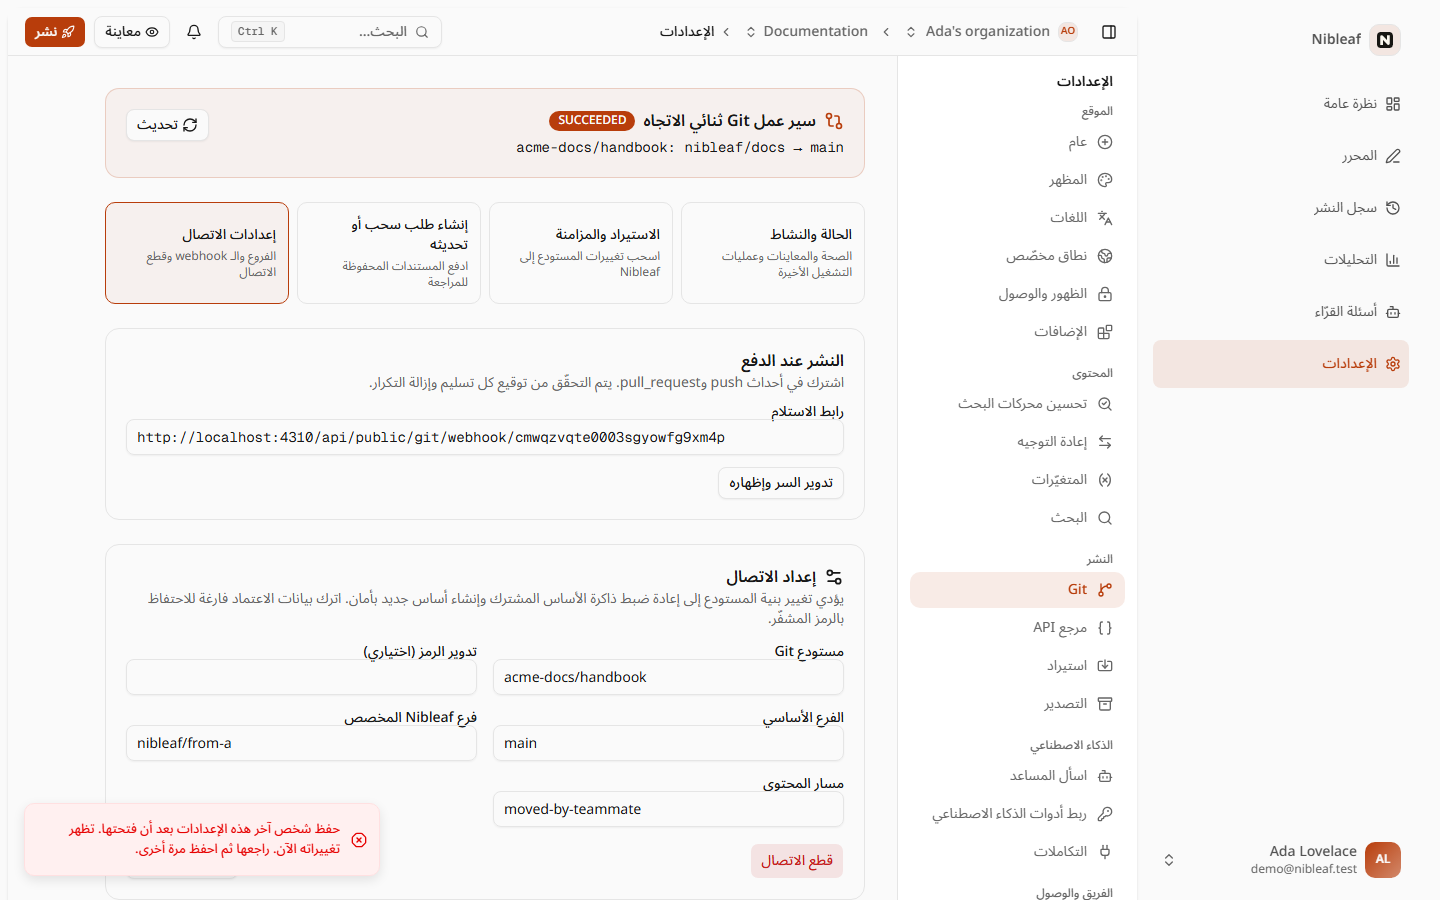 Nibleaf
نظرة عامة
المحرر
سجل النشر
التحليلات
أسئلة القرّاء
الإعدادات
Ada Lovelace
demo@nibleaf.test
AL
AO Ada's organization
Documentation
الإعدادات
البحث...
Ctrl K
معاينة
نشر
الإعدادات
الموقع
عام
المظهر
اللغات
نطاق مخصّص
الظهور والوصول
الإضافات
المحتوى
تحسين محركات البحث
إعادة التوجيه
المتغيّرات
البحث
النشر
Git
مرجع API
استيراد
التصدير
الذكاء الاصطناعي
اسأل المساعد
ربط أدوات الذكاء الاصطناعي
التكاملات
الفريق والوصول
سير عمل Git ثنائي الاتجاه SUCCEEDED
acme-docs/handbook: nibleaf/docs → main
تحديث
الحالة والنشاط
الصحة والمعاينات وعمليات
التشغيل الأخيرة
الاستيراد والمزامنة
اسحب تغييرات المستودع إلى
Nibleaf
إنشاء طلب سحب أو
تحديثه
ادفع المستندات المحفوظة
للمراجعة
إعدادات الاتصال
الفروع والـ webhook وقطع
الاتصال
النشر عند الدفع
اشترك في أحداث push وpull_request. يتم التحقّق من توقيع كل تسليم وإزالة التكرار.
رابط الاستلام
http://localhost:4310/api/public/git/webhook/cmwqzvqte0003sgyowfg9xm4p
تدوير السر وإظهاره
إعداد الاتصال
يؤدي تغيير بنية المستودع إلى إعادة ضبط ذاكرة الأساس المشترك وإنشاء أساس جديد بأمان. اترك بيانات الاعتماد فارغة للاحتفاظ
بالرمز المشفّر.
مستودع Git
acme-docs/handbook
تدوير الرمز (اختياري)
الفرع الأساسي
main
فرع Nibleaf المخصص
nibleaf/from-a
مسار المحتوى
moved-by-teammate
قطع الاتصال
حفظ شخص آخر هذه الإعدادات بعد أن فتحتها. تظهر
تغييراته الآن. راجعها ثم احفظ مرة أخرى.